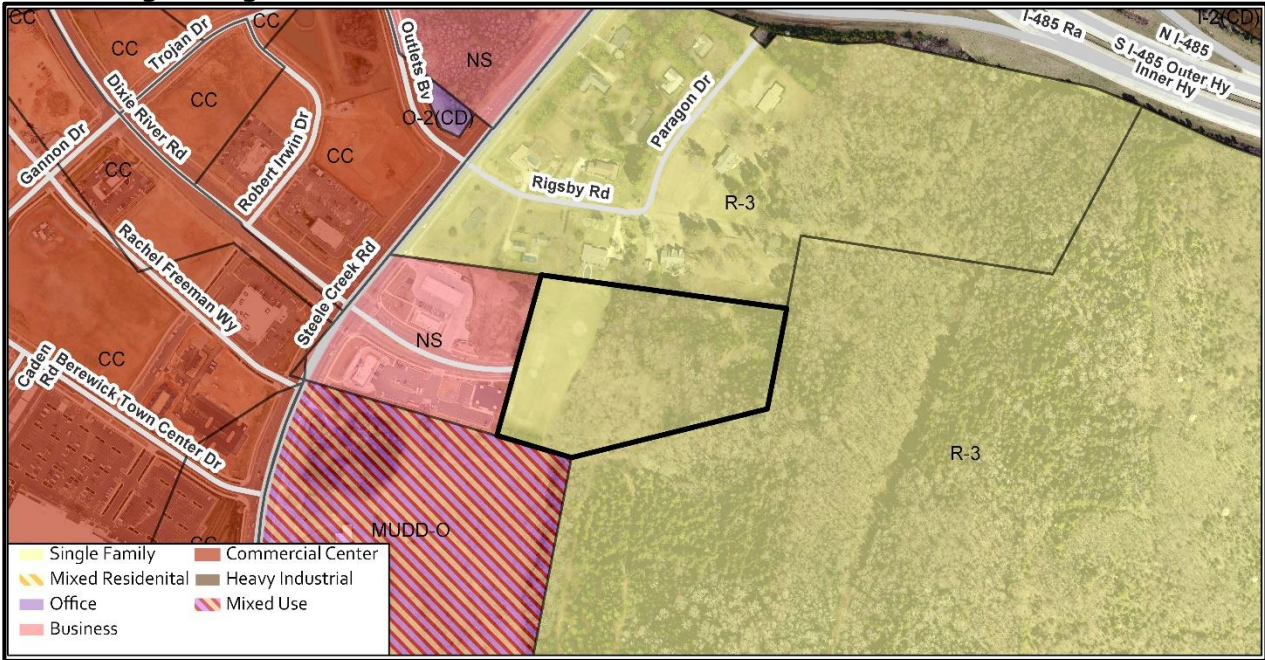 CC
CC
Trojan Dr
Outlets Bv
NS
I-485 Ra
N I-485
S I-485 Outer Hy
Inner Hy
I-2(CD)
Dixie River Rd
CC
O-2(CD)
Paragon Dr
Gannon Dr
CC
Robert Irwin Dr
CC
Rigsby Rd
R-3
Rachel Freeman Wy
Steele Creek Rd
NS
CC
Caden Rd
Berewick Town Center Dr
R-3
MUDD-O
CC
Single Family
Commercial Center
Mixed Residenital
Heavy Industrial
Office
Mixed Use
Business